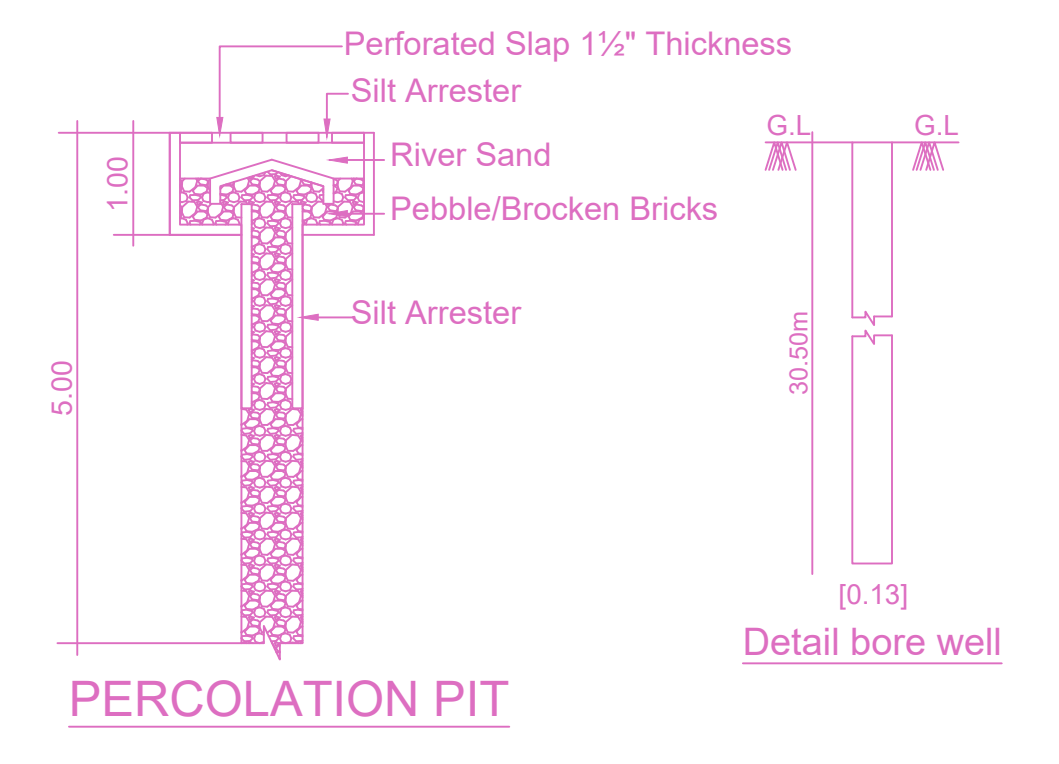 Perforated Slap 1½" Thickness
Silt Arrester
River Sand
Pebble/Brocken Bricks
Silt Arrester
1.00
5.00
PERCOLATION PIT
G.L
G.L
30.50m
[0.13]
Detail bore well